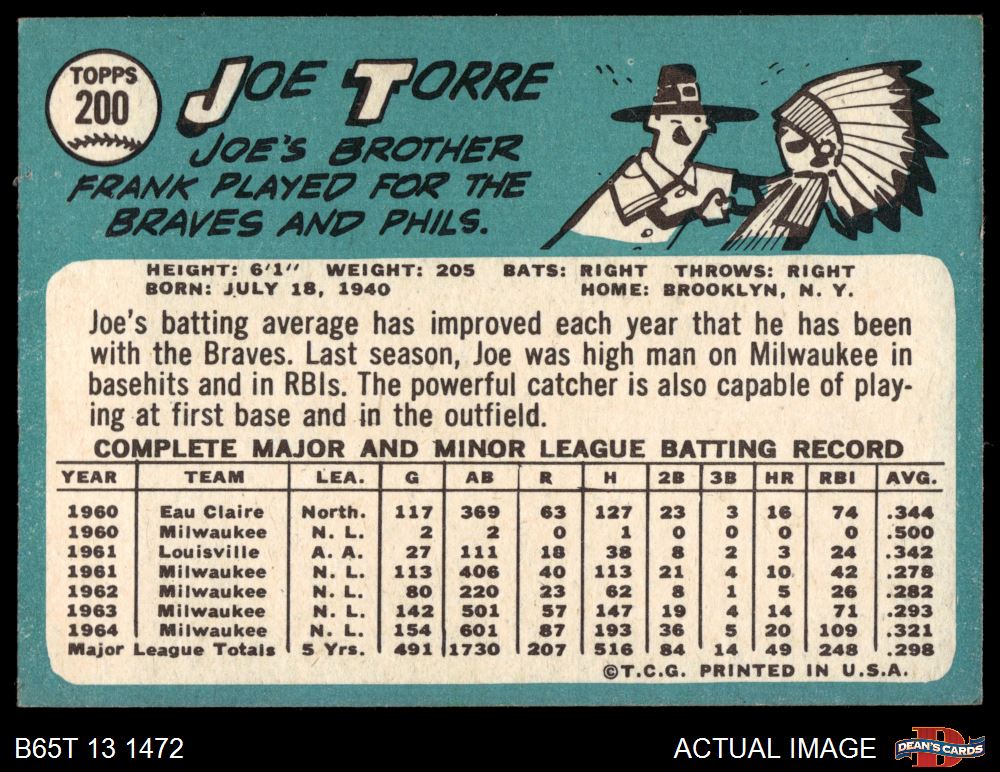 TOPPS
200
JOE TORRE
JOE'S BROTHER
FRANK PLAYED FOR THE
BRAVES AND PHILS.
HEIGHT: 6'1" WEIGHT: 205 BATS: RIGHT THROWS: RIGHT
BORN: JULY 18, 1940 HOME: BROOKLYN, N. Y.
Joe's batting average has improved each year that he has been
with the Braves. Last season, Joe was high man on Milwaukee in
basehits and in RBIs. The powerful catcher is also capable of play-
ing at first base and in the outfield.
COMPLETE MAJOR AND MINOR LEAGUE BATTING RECORD
YEAR TEAM LEA. G AB R H 2B 3B HR RBI AVG.
1960 Eau Claire North. 117 369 63 127 23 3 16 74 .344
1960 Milwaukee N. L. 2 2 0 1 0 0 0 0 .500
1961 Louisville A. A. 27 111 18 38 8 2 3 24 .342
1961 Milwaukee N. L. 113 406 40 113 21 4 10 42 .278
1962 Milwaukee N. L. 80 220 23 62 8 1 5 26 .282
1963 Milwaukee N. L. 142 501 57 147 19 4 14 71 .293
1964 Milwaukee N. L. 154 601 87 193 36 5 20 109 .321
Major League Totals 5 Yrs. 491 1730 207 516 84 14 49 248 .298
©T.C.G. PRINTED IN U.S.A.
B65T 13 1472 ACTUAL IMAGE
D
DEAN'S CARDS